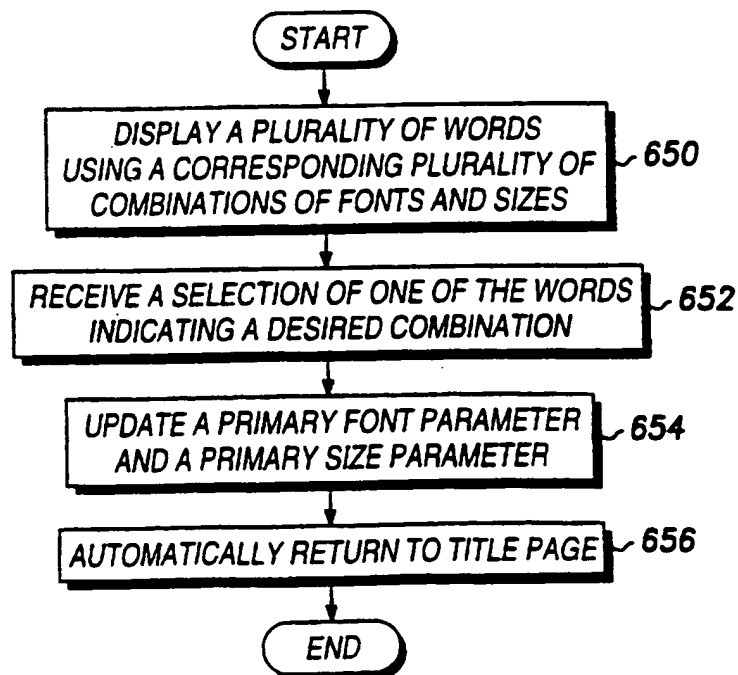 START
DISPLAY A PLURALITY OF WORDS
USING A CORRESPONDING PLURALITY OF
COMBINATIONS OF FONTS AND SIZES
650
RECEIVE A SELECTION OF ONE OF THE WORDS
INDICATING A DESIRED COMBINATION
652
UPDATE A PRIMARY FONT PARAMETER
AND A PRIMARY SIZE PARAMETER
654
AUTOMATICALLY RETURN TO TITLE PAGE
656
END